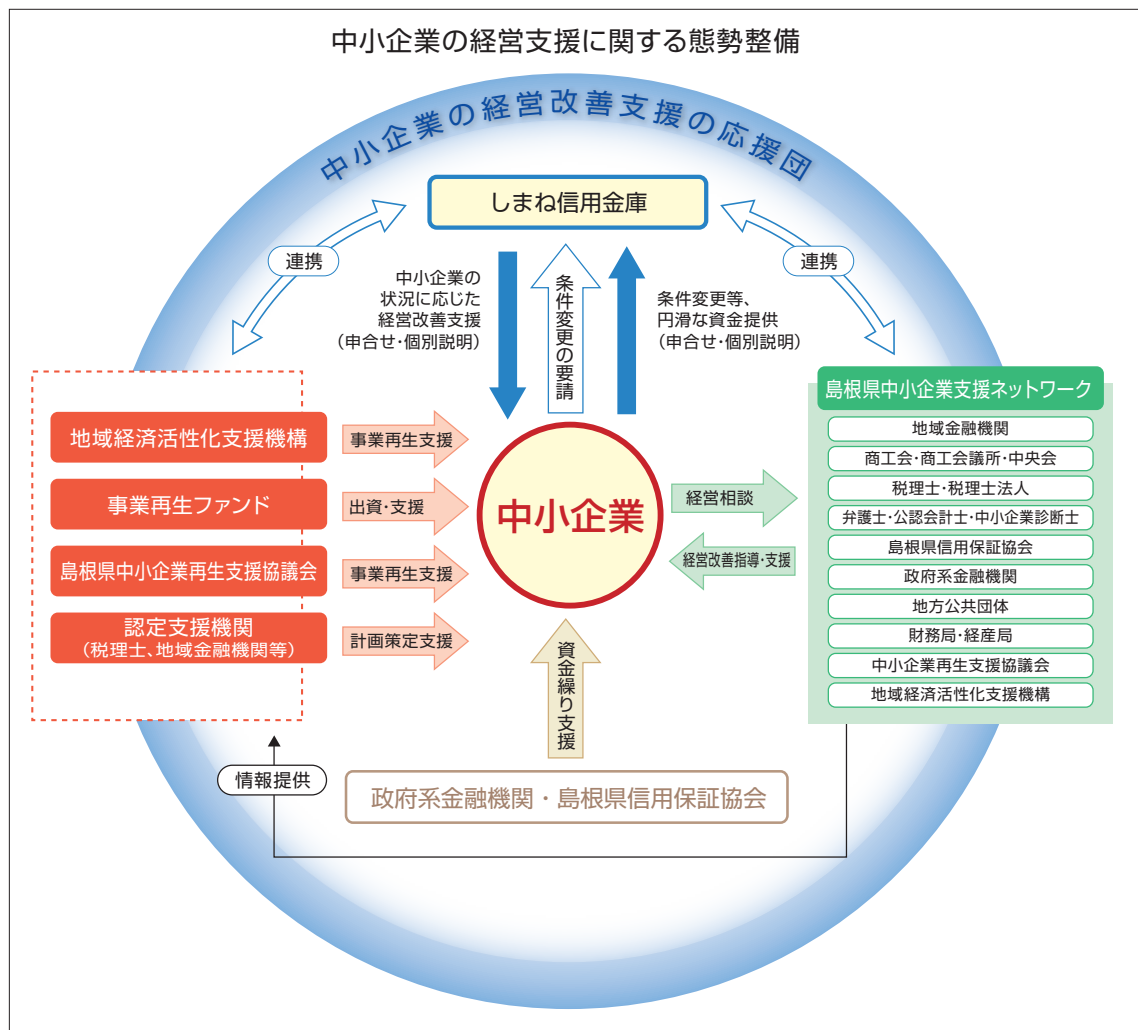 中小企業の経営支援に関する態勢整備
中小企業の経営改善支援の応援団
しまね信用金庫
連携
連携
中小企業の
状況に応じた
経営改善支援
（申合せ・個別説明）
条件変更の要請
条件変更等、
円滑な資金提供
（申合せ・個別説明）
地域経済活性化支援機構
事業再生ファンド
島根県中小企業再生支援協議会
認定支援機関
（税理士、地域金融機関等）
事業再生支援
出資・支援
事業再生支援
計画策定支援
中小企業
経営相談
経営改善指導・支援
島根県中小企業支援ネットワーク
地域金融機関
商工会・商工会議所・中央会
税理士・税理士法人
弁護士・公認会計士・中小企業診断士
島根県信用保証協会
政府系金融機関
地方公共団体
財務局・経産局
中小企業再生支援協議会
地域経済活性化支援機構
資金繰り支援
情報提供
政府系金融機関・島根県信用保証協会